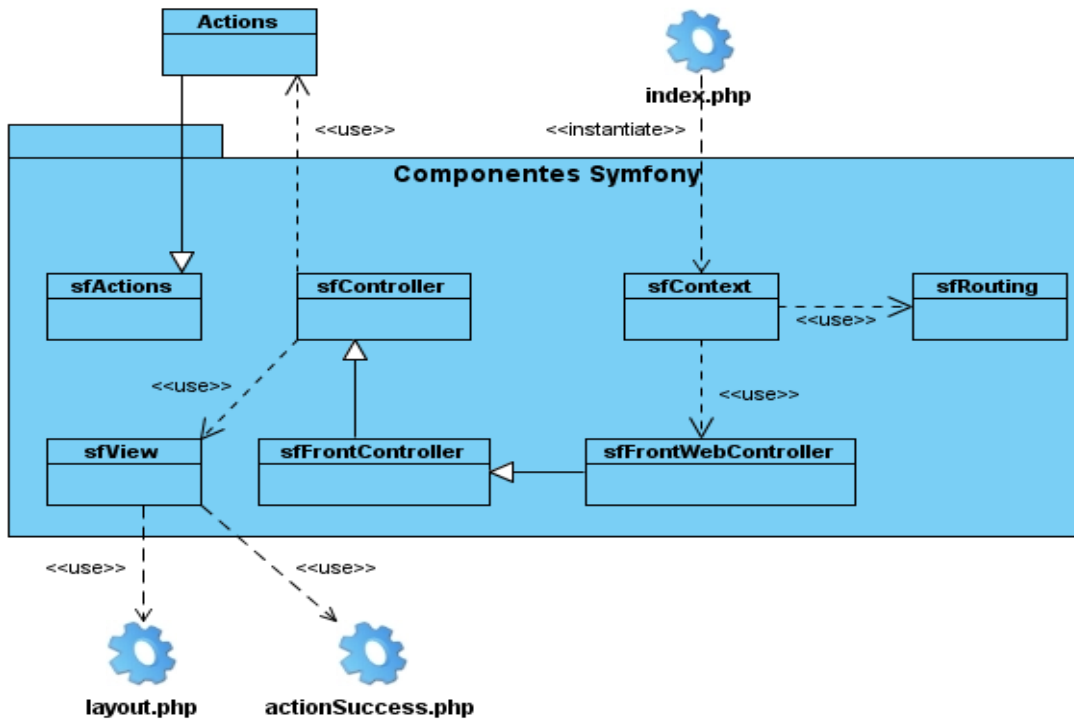 Actions
index.php
<<use>>
<<instantiate>>
Componentes Symfony
sfActions
sfController
sfContext
sfRouting
<<use>>
<<use>>
<<use>>
sfView
sfFrontController
sfFrontWebController
<<use>>
<<use>>
layout.php
actionSuccess.php